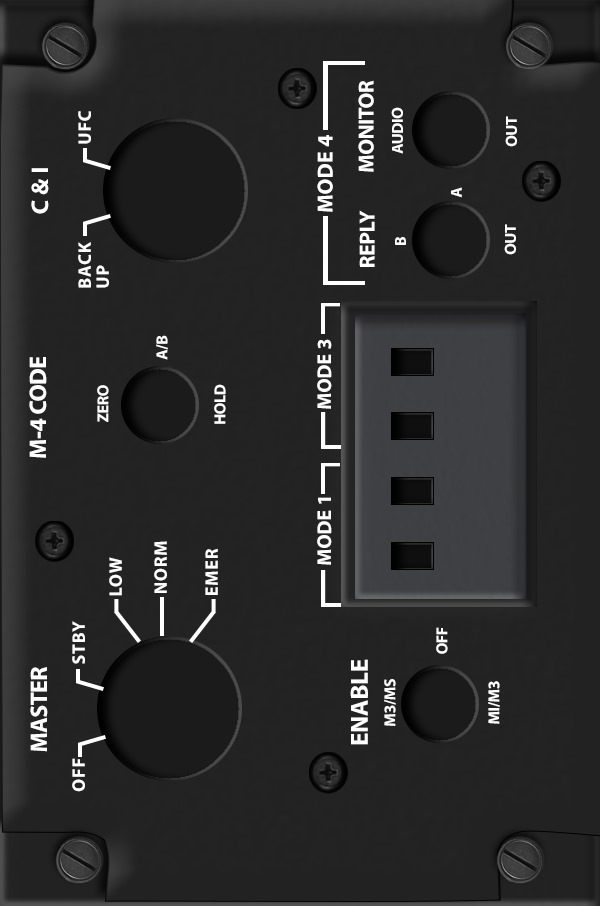 MASTER
OFF
STBY
LOW
NORM
EMER
M-4 CODE
ZERO
A/B
HOLD
C & I
BACK
UP
UFC
ENABLE
M3/MS
OFF
MI/M3
MODE 1
MODE 3
MODE 4
REPLY
B
A
OUT
MONITOR
AUDIO
OUT